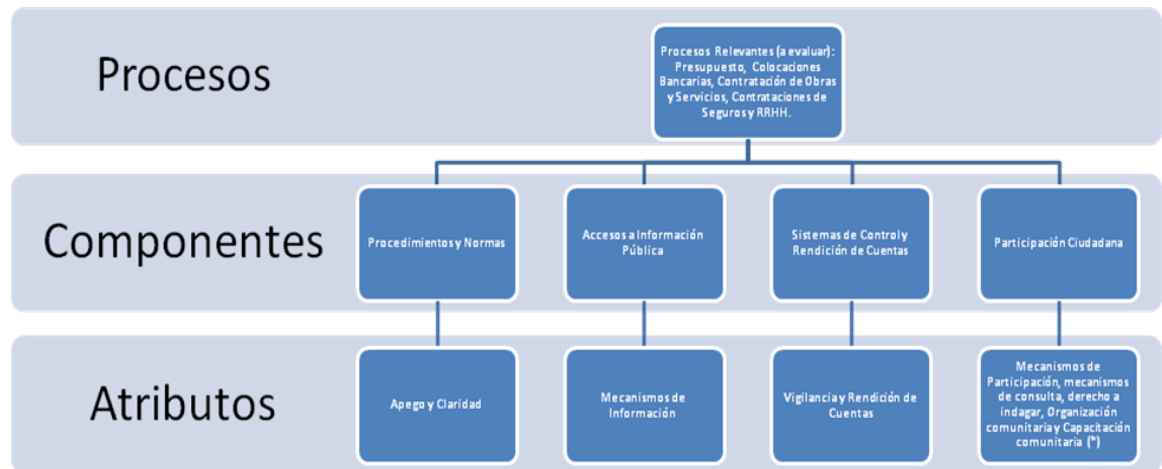 Procesos
Procesos Relevantes (a evaluar):
Presupuesto, Colocaciones
Bancarias, Contratación de Obras
y Servicios, Contrataciones de
Seguros y RRHH.
Componentes
Procedimientos y Normas
Accesos a Información
Pública
Sistemas de Control y
Rendición de Cuentas
Participación Ciudadana
Atributos
Apego y Claridad
Mecanismos de
Información
Vigilancia y Rendición de
Cuentas
Mecanismos de
Participación, mecanismos
de consulta, derecho a
indagar, Organización
comunitaria y Capacitación
comunitaria (*)